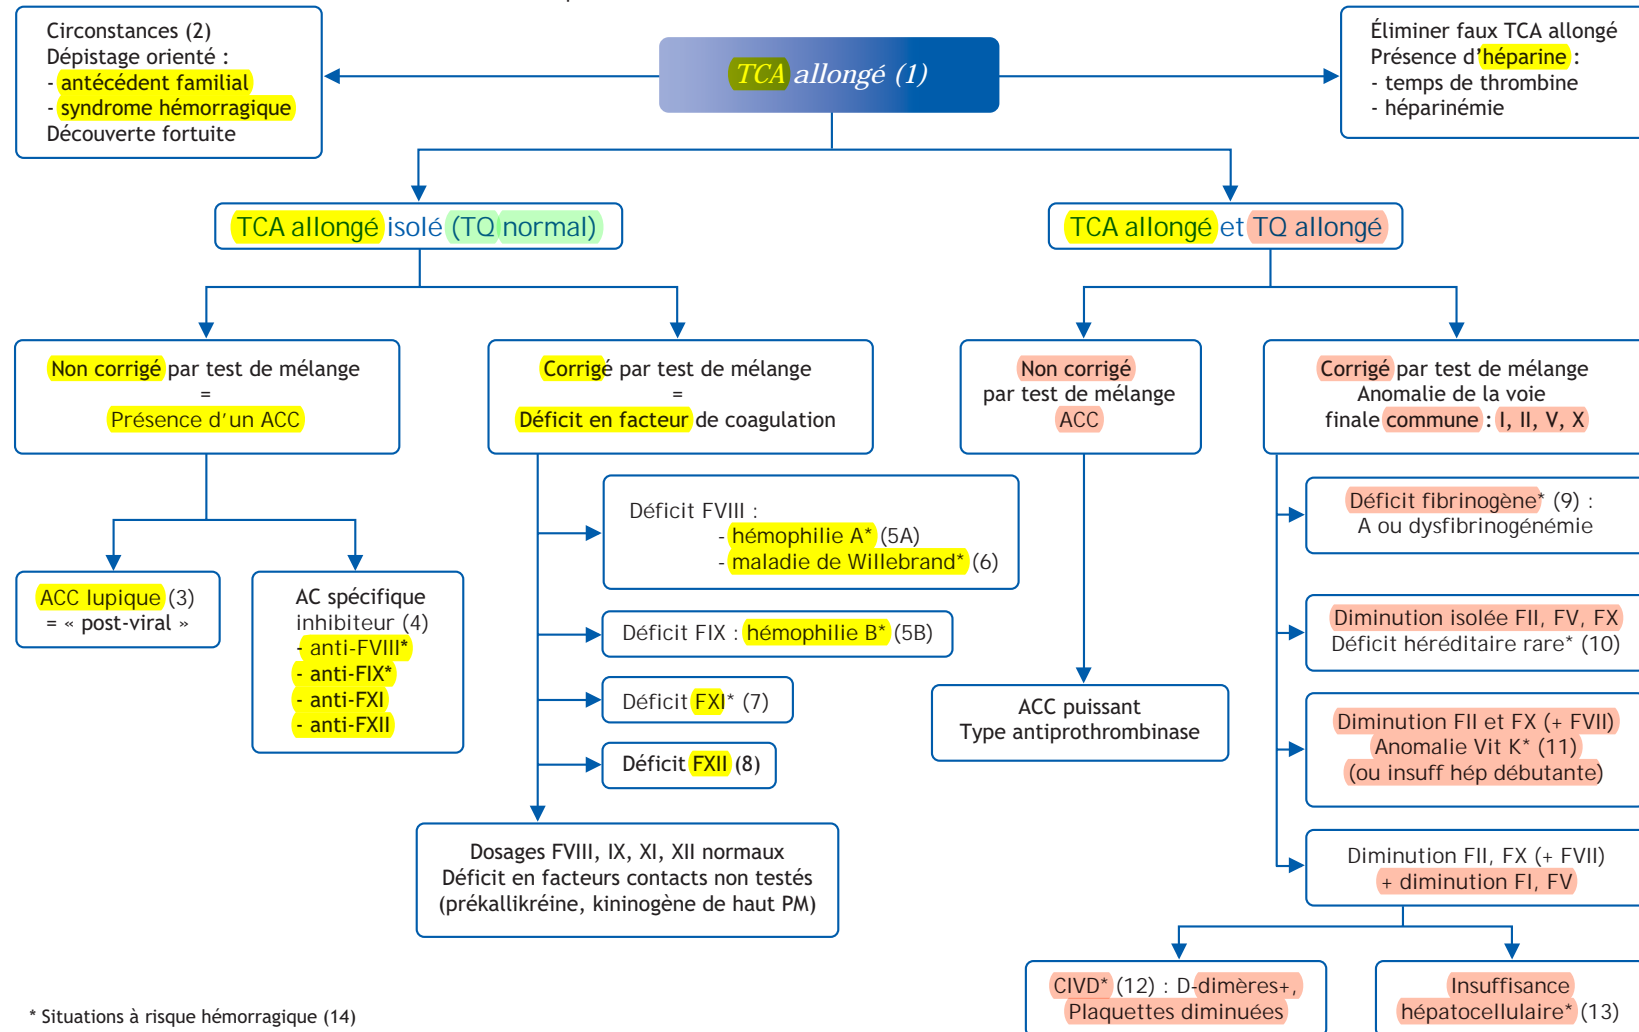 Circonstances (2)
Dépistage orienté :
- antécédent familial
- syndrome hémorragique
Découverte fortuite
TCA allongé (1)
Éliminer faux TCA allongé
Présence d'héparine :
- temps de thrombine
- héparinémie
TCA allongé isolé (TQ normal)
TCA allongé et TQ allongé
Non corrigé par test de mélange
=
Présence d'un ACC
Corrigé par test de mélange
=
Déficit en facteur de coagulation
Non corrigé
par test de mélange
ACC
Corrigé par test de mélange
Anomalie de la voie
finale commune : I, II, V, X
ACC lupique (3)
= « post-viral »
AC spécifique
inhibiteur (4)
- anti-FVIII*
- anti-FIX*
- anti-FXI
- anti-FXII
Déficit FVIII :
- hémophilie A* (5A)
- maladie de Willebrand* (6)
Déficit FIX : hémophilie B* (5B)
Déficit FXI* (7)
Déficit FXII (8)
Dosages FVIII, IX, XI, XII normaux
Déficit en facteurs contacts non testés
(prékallikréine, kininogène de haut PM)
ACC puissant
Type antiprothrombinase
Déficit fibrinogène* (9) :
A ou dysfibrinogénémie
Diminution isolée FII, FV, FX
Déficit héréditaire rare* (10)
Diminution FII et FX (+ FVII)
Anomalie Vit K* (11)
(ou insuff hép débutante)
Diminution FII, FX (+ FVII)
+ diminution FI, FV
CIVD* (12) : D-dimères+,
Plaquettes diminuées
Insuffisance
hépatocellulaire* (13)
* Situations à risque hémorragique (14)